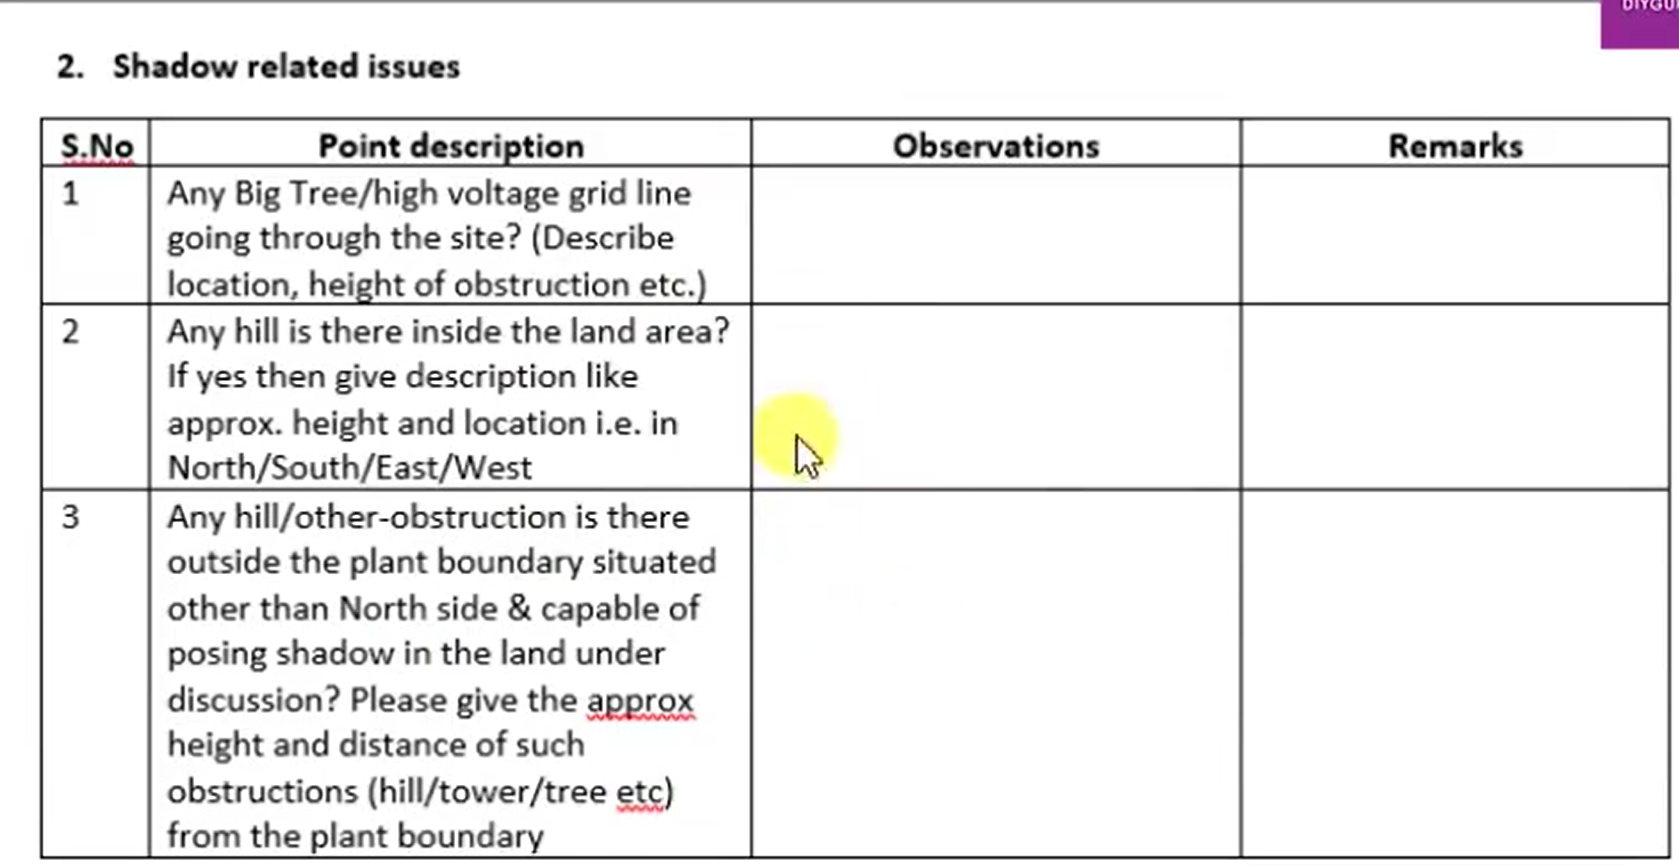 DIYGU
2. Shadow related issues
S.No Point description Observations Remarks
1 Any Big Tree/high voltage grid line
going through the site? (Describe
location, height of obstruction etc.)
2 Any hill is there inside the land area?
If yes then give description like
approx. height and location i.e. in
North/South/East/West
3 Any hill/other-obstruction is there
outside the plant boundary situated
other than North side & capable of
posing shadow in the land under
discussion? Please give the approx
height and distance of such
obstructions (hill/tower/tree etc)
from the plant boundary